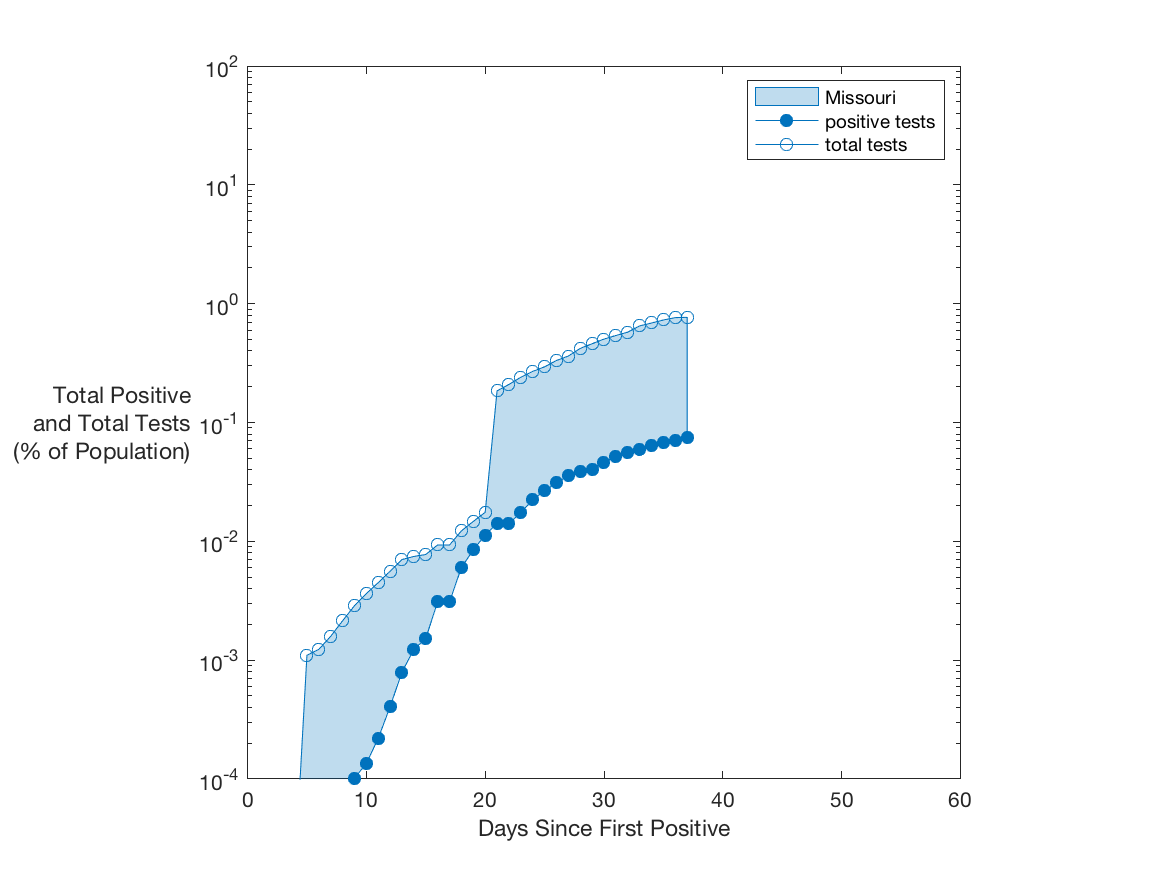 10^2
10^1
10^0
10^-1
10^-2
10^-3
10^-4
Total Positive
and Total Tests
(% of Population)
Missouri
positive tests
total tests
0 10 20 30 40 50 60
Days Since First Positive